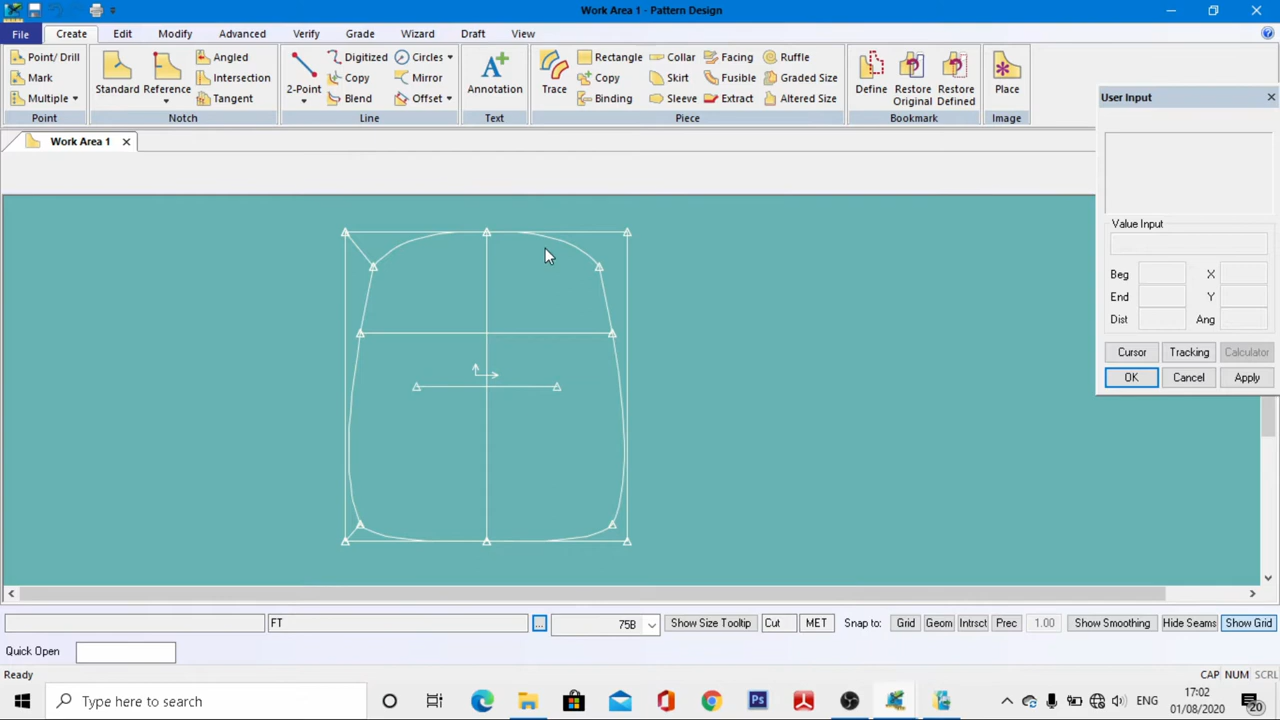 Work Area 1 - Pattern Design
File Create Edit Modify Advanced Verify Grade Wizard Draft View
Point/ Drill
Mark
Multiple
Point
Standard
Reference
Angled
Intersection
Tangent
Notch
2-Point
Digitized
Copy
Blend
Circles
Mirror
Offset
Line
Annotation
Text
Trace
Rectangle
Copy
Binding
Collar
Skirt
Sleeve
Facing
Fusible
Extract
Ruffle
Graded Size
Altered Size
Piece
Define
Restore Original
Restore Defined
Bookmark
Place
Image
Work Area 1
User Input
Value Input
Beg X
End Y
Dist Ang
Cursor Tracking Calculator
OK Cancel Apply
FT ... 75B Show Size Tooltip Cut MET Snap to: Grid Geom Intrsct Prec 1.00 Show Smoothing Hide Seams Show Grid
Quick Open
Ready CAP NUM SCRL
Type here to search
Ps
ENG
17:02
01/08/2020
20